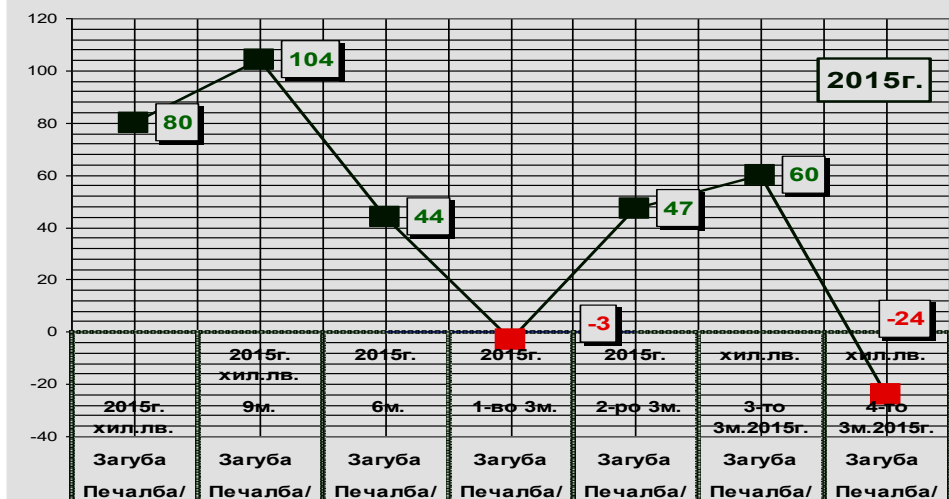 120
100
80
60
40
20
0
-20
-40
2015г.
80
104
44
-3
47
60
-24
2015г.
хил.лв.
Загуба
Печалба/
2015г.
хил.лв.
9м.
Загуба
Печалба/
2015г.
6м.
Загуба
Печалба/
2015г.
1-во 3м.
Загуба
Печалба/
2015г.
2-ро 3м.
Загуба
Печалба/
хил.лв.
3-то
3м.2015г.
Загуба
Печалба/
хил.лв.
4-то
3м.2015г.
Загуба
Печалба/